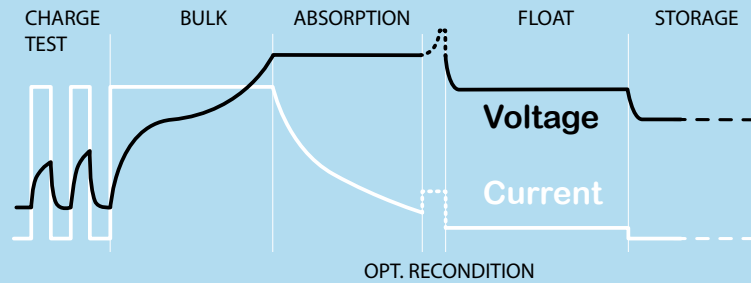 CHARGE TEST
BULK
ABSORPTION
FLOAT
STORAGE
Voltage
Current
OPT. RECONDITION